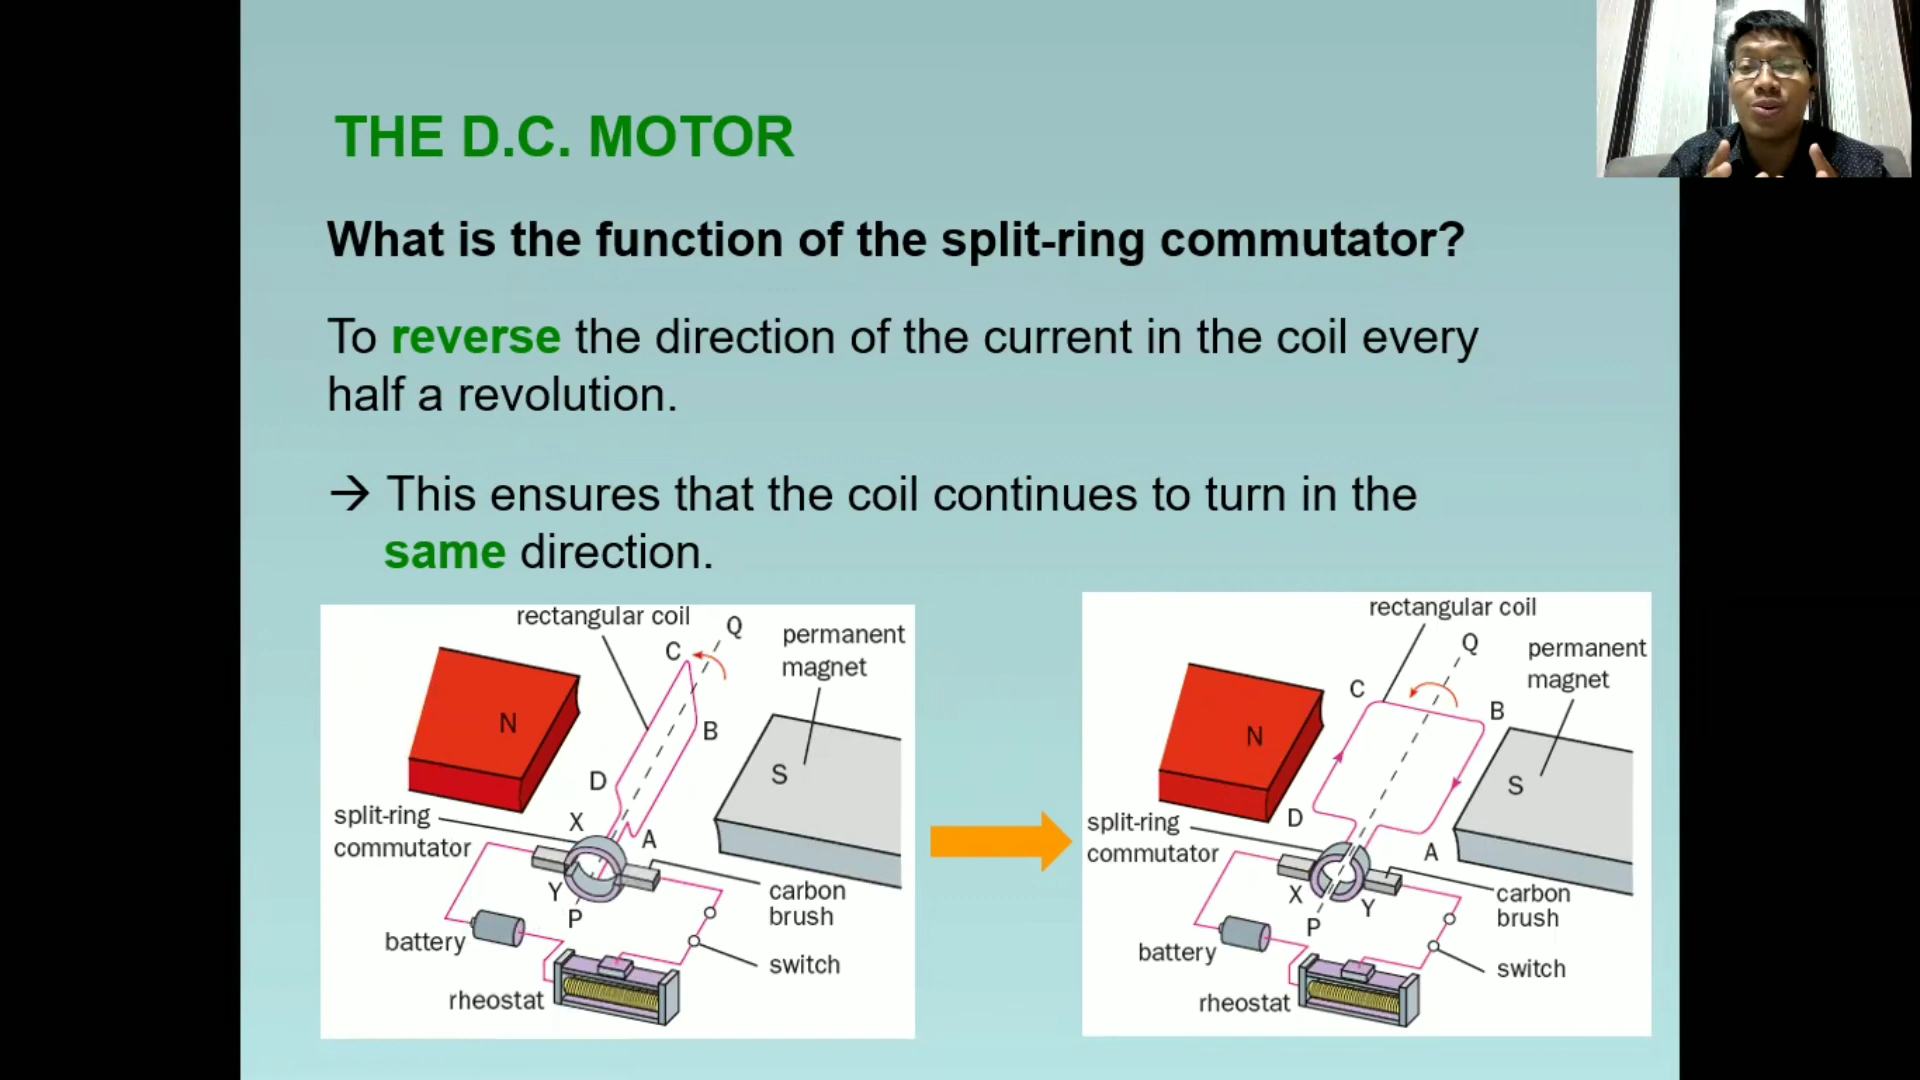 THE D.C. MOTOR
What is the function of the split-ring commutator?
To reverse the direction of the current in the coil every
half a revolution.
→ This ensures that the coil continues to turn in the
same direction.
rectangular coil
Q
permanent
magnet
C
N
B
S
D
split-ring
commutator
X
A
Y
P
carbon
brush
battery
switch
rheostat
rectangular coil
Q
permanent
magnet
C
B
N
S
D
split-ring
commutator
A
X
Y
P
carbon
brush
battery
switch
rheostat